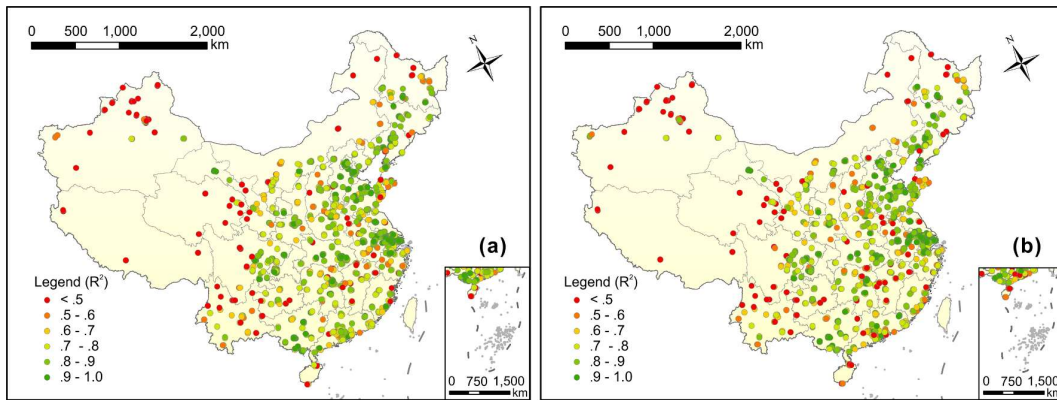 0 500 1,000 2,000
km
N
(a)
Legend (R²)
< .5
.5 - .6
.6 - .7
.7 - .8
.8 - .9
.9 - 1.0
0 750 1,500
km
0 500 1,000 2,000
km
N
(b)
Legend (R²)
< .5
.5 - .6
.6 - .7
.7 - .8
.8 - .9
.9 - 1.0
0 750 1,500
km